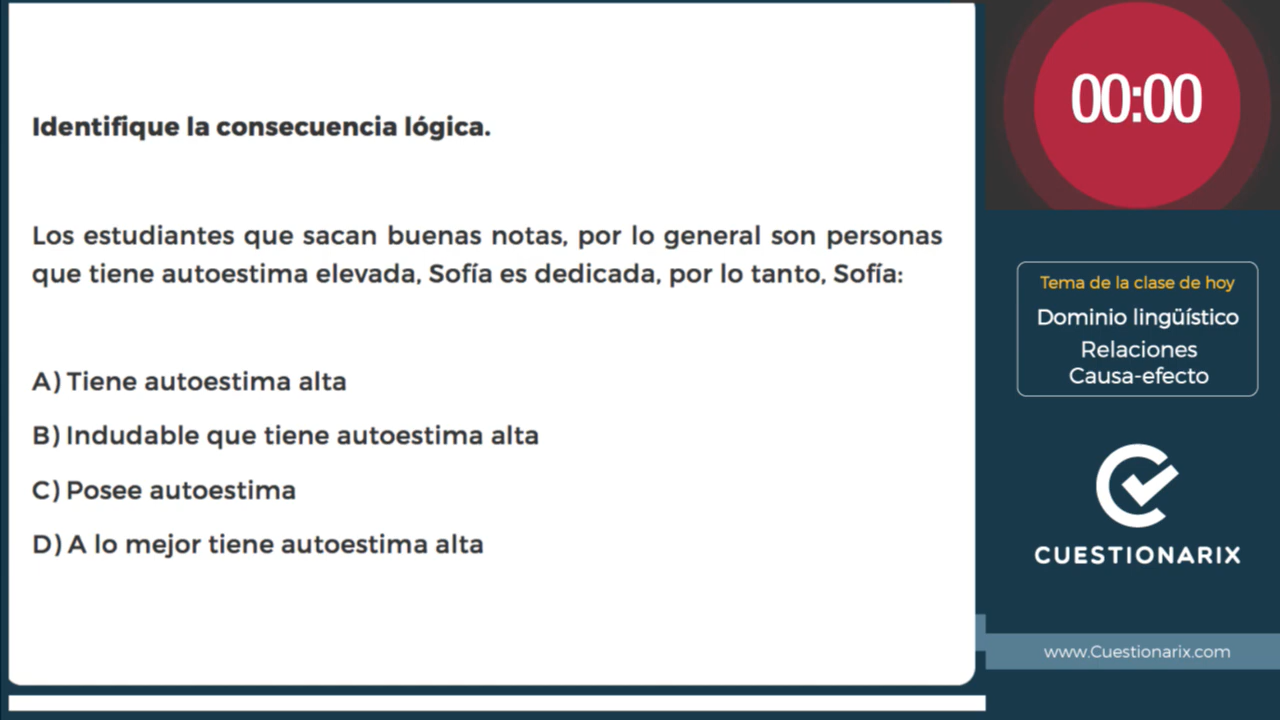 Identifique la consecuencia lógica.
Los estudiantes que sacan buenas notas, por lo general son personas
que tiene autoestima elevada, Sofía es dedicada, por lo tanto, Sofía:
A) Tiene autoestima alta
B) Indudable que tiene autoestima alta
C) Posee autoestima
D) A lo mejor tiene autoestima alta
00:00
Tema de la clase de hoy
Dominio lingüístico
Relaciones
Causa-efecto
CUESTIONARIX
www.Cuestionarix.com